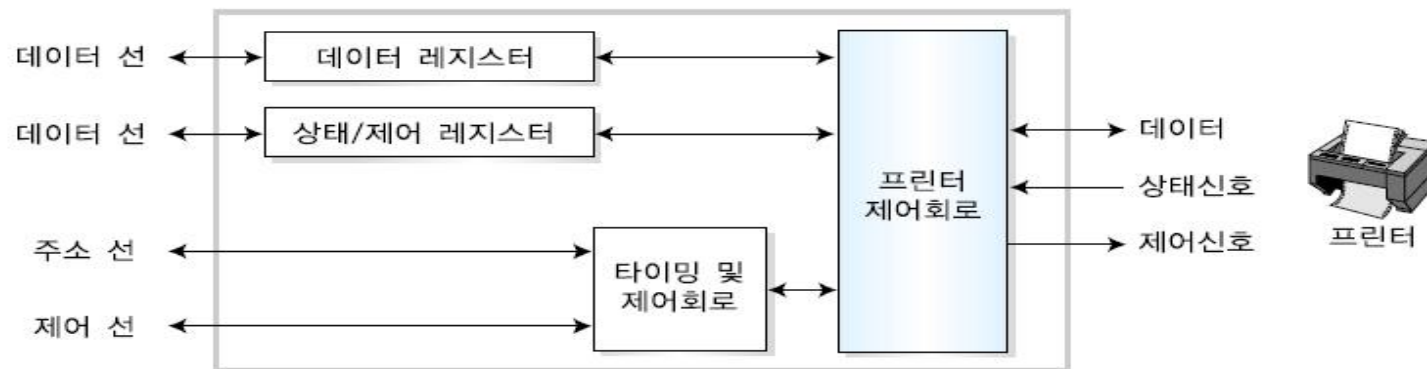 데이터 선
데이터 레지스터
데이터 선
상태/제어 레지스터
주소 선
제어 선
타이밍 및
제어회로
프린터
제어회로
데이터
상태신호
제어신호
프린터